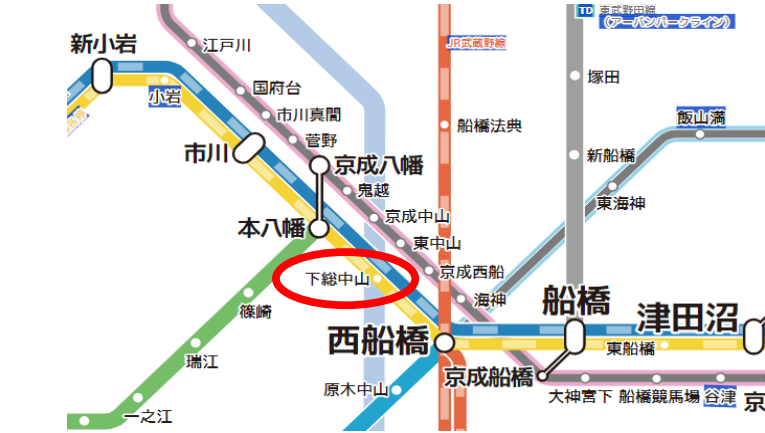 TD 東武野田線
(アーバンパークライン)
新小岩
江戸川
JR武蔵野線
塚田
国府台
小岩
市川真間
船橋法典
飯山満
菅野
市川
京成八幡
新船橋
鬼越
東海神
京成中山
本八幡
東中山
下総中山
京成西船
海神
船橋
篠崎
津田沼
西船橋
東船橋
瑞江
京成船橋
原木中山
大神宮下
船橋競馬場
谷津
京
一之江